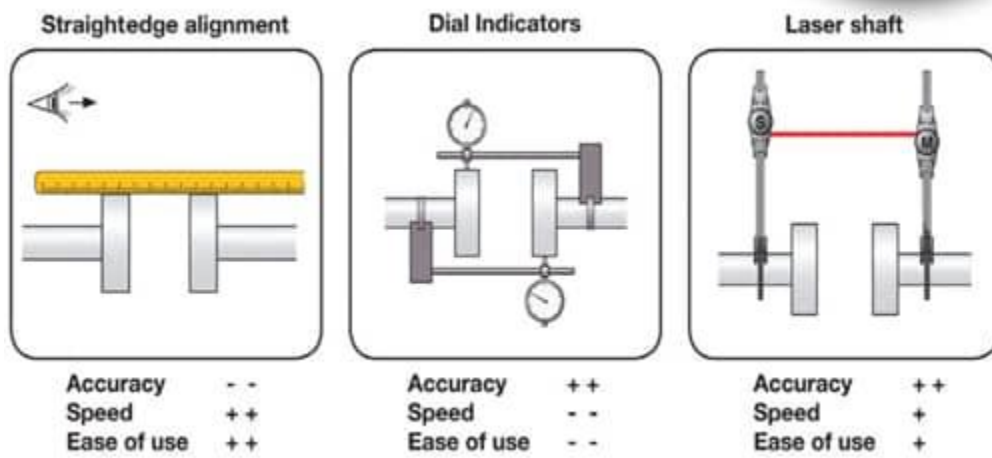 Straightedge alignment
Accuracy - -
Speed + +
Ease of use + +
Dial Indicators
Accuracy + +
Speed - -
Ease of use - -
Laser shaft
S
M
Accuracy + +
Speed +
Ease of use +